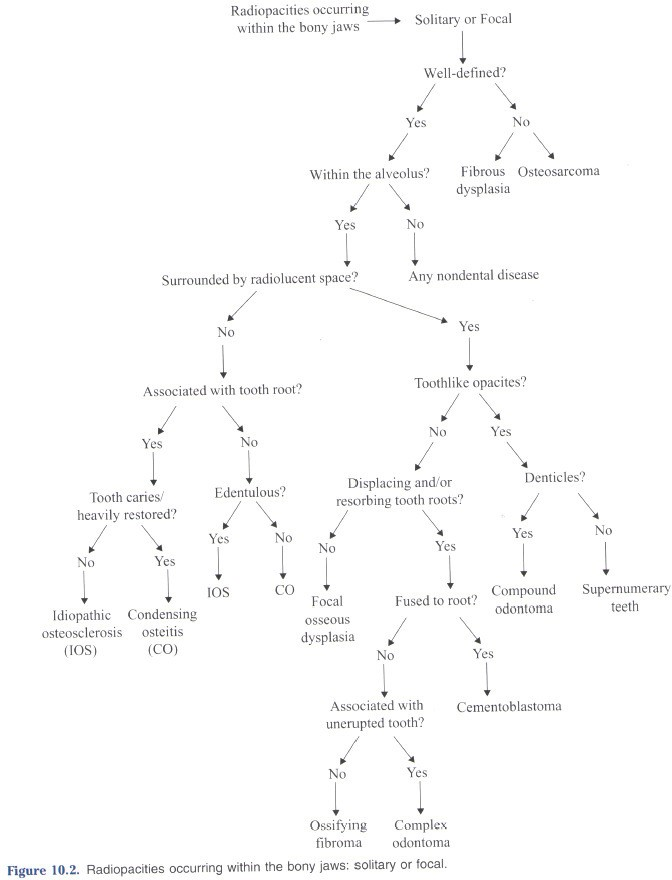 Radiopacities occurring
within the bony jaws
Solitary or Focal
Well-defined?
Yes
No
Within the alveolus?
Fibrous
dysplasia
Osteosarcoma
Yes
No
Surrounded by radiolucent space?
Any nondental disease
No
Yes
Associated with tooth root?
Toothlike opacites?
Yes
No
No
Yes
Tooth caries/
heavily restored?
Edentulous?
Displacing and/or
resorbing tooth roots?
Denticles?
No
Yes
Yes
No
No
Yes
Yes
No
Idiopathic
osteosclerosis
(IOS)
Condensing
osteitis
(CO)
IOS
CO
Focal
osseous
dysplasia
Fused to root?
Compound
odontoma
Supernumerary
teeth
No
Yes
Associated with
unerupted tooth?
Cementoblastoma
No
Yes
Ossifying
fibroma
Complex
odontoma
Figure 10.2. Radiopacities occurring within the bony jaws: solitary or focal.